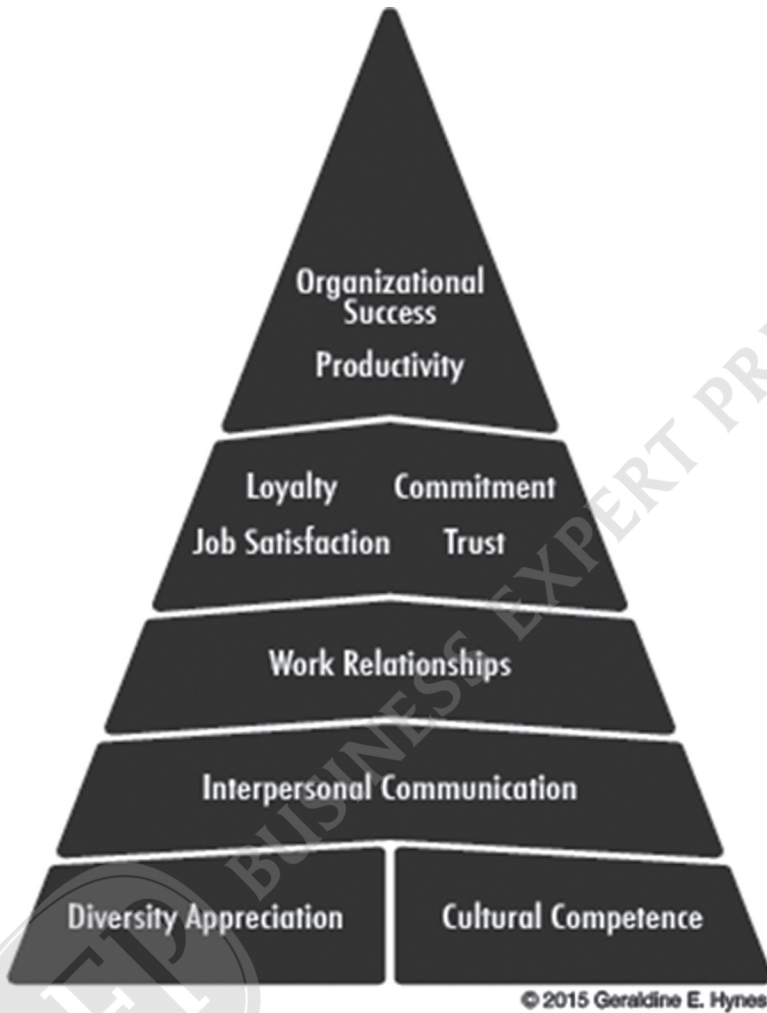 Organizational
Success
Productivity
Loyalty Commitment
Job Satisfaction Trust
Work Relationships
Interpersonal Communication
Diversity Appreciation Cultural Competence
© 2015 Geraldine E. Hynes
BUSINESS EXPERT